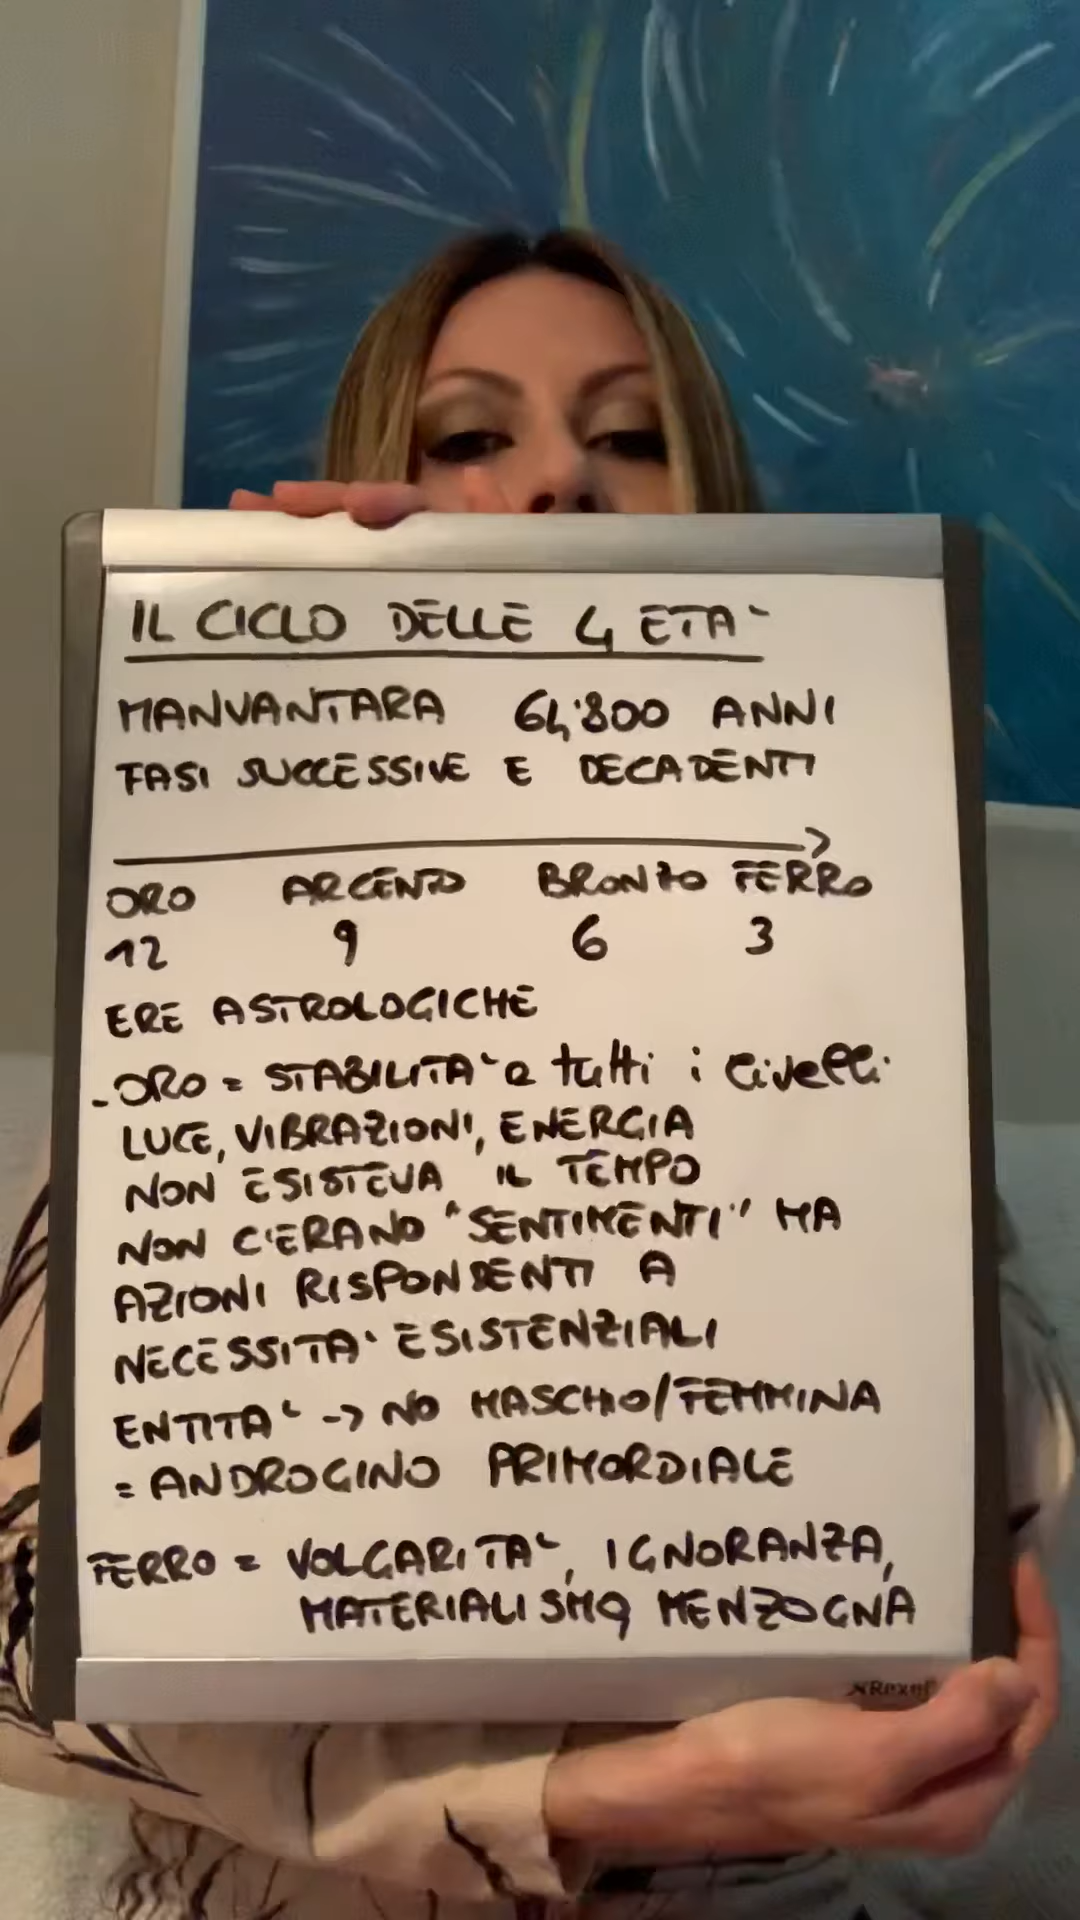 IL CICLO DELLE 4 ETA`
MANVANTARA 64'800 ANNI
FASI SUCCESSIVE E DECADENTI
ORO ARGENTO BRONZO FERRO
12 9 6 3
ERE ASTROLOGICHE
- ORO = STABILITA` a tutti i livelli.
LUCE, VIBRAZIONI, ENERGIA
NON ESISTEVA IL TEMPO
NON C'ERANO "SENTIMENTI" MA
AZIONI RISPONDENTI A
NECESSITA` ESISTENZIALI
ENTITA` -> NO MASCHIO/FEMMINA
= ANDROGINO PRIMORDIALE
FERRO = VOLGARITA`, IGNORANZA,
MATERIALISMO, MENZOGNA
Rexel